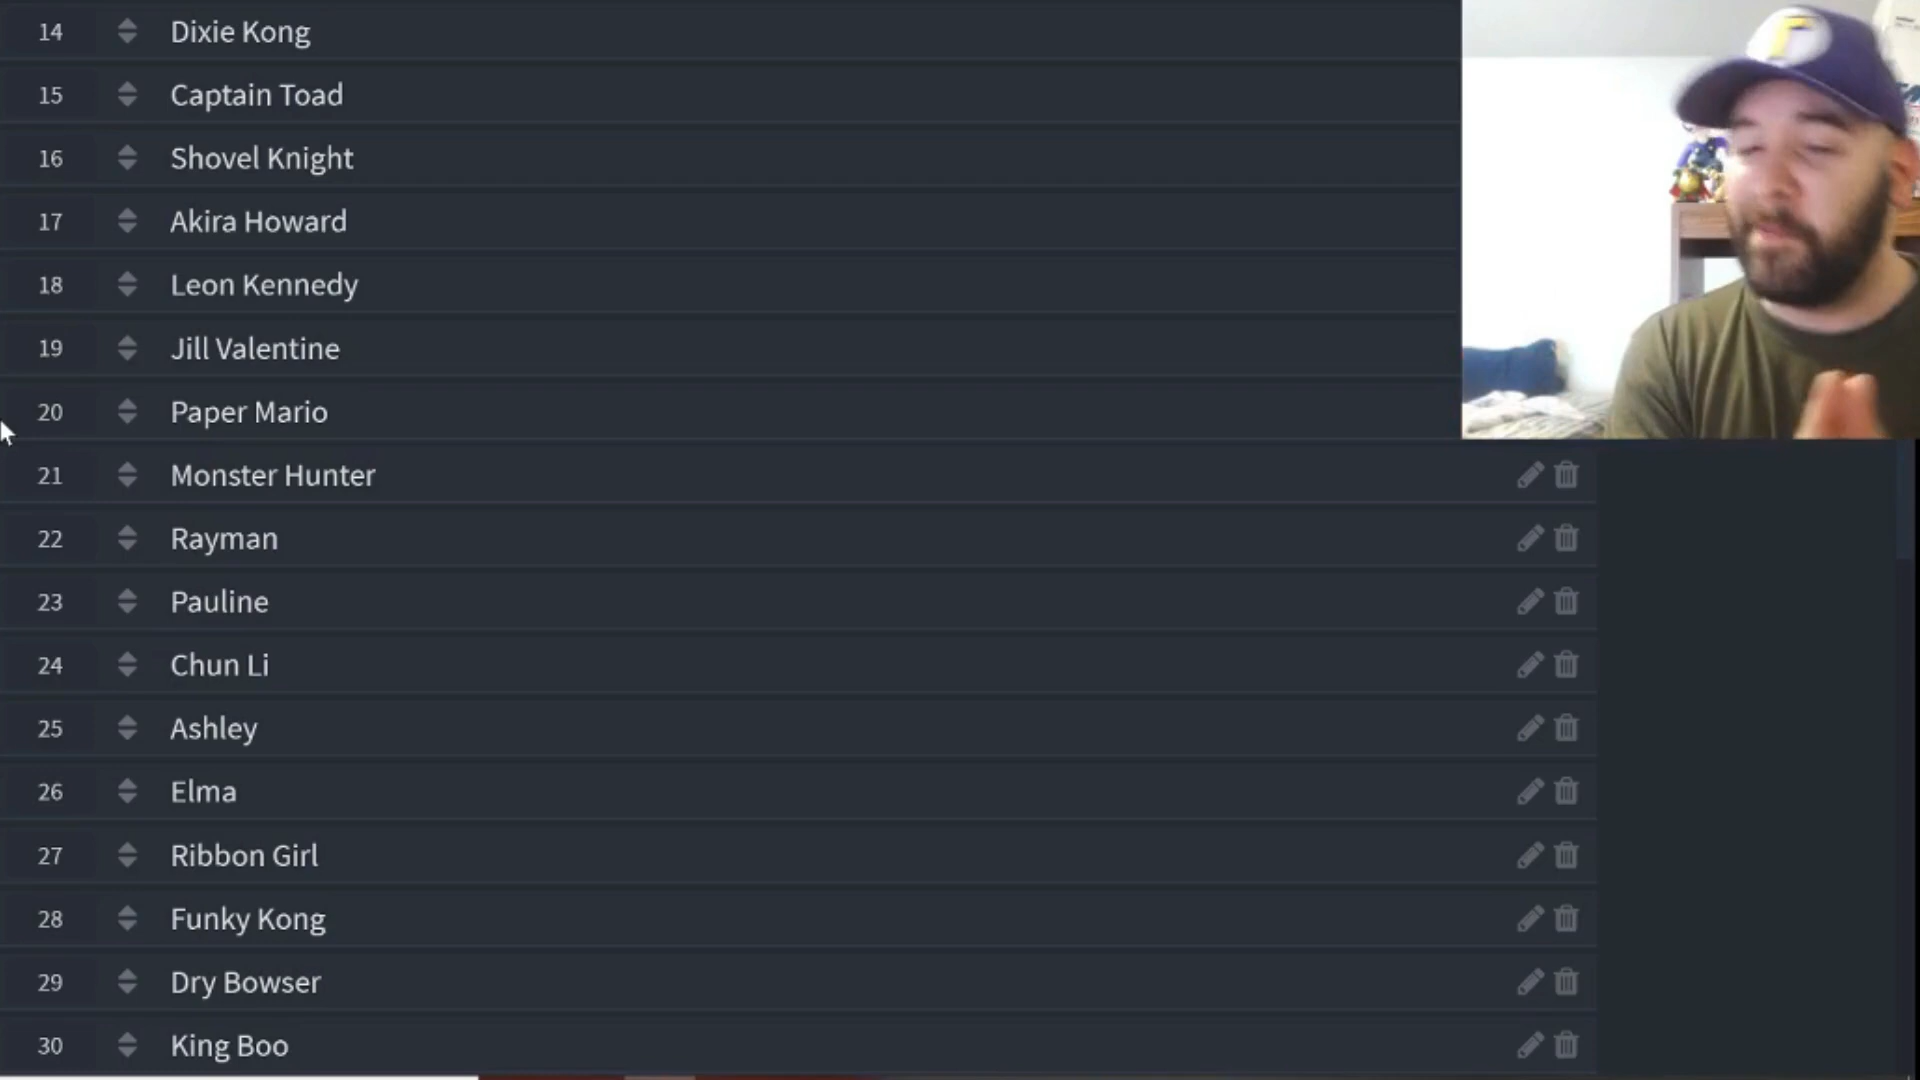 14 Dixie Kong
15 Captain Toad
16 Shovel Knight
17 Akira Howard
18 Leon Kennedy
19 Jill Valentine
20 Paper Mario
21 Monster Hunter
22 Rayman
23 Pauline
24 Chun Li
25 Ashley
26 Elma
27 Ribbon Girl
28 Funky Kong
29 Dry Bowser
30 King Boo